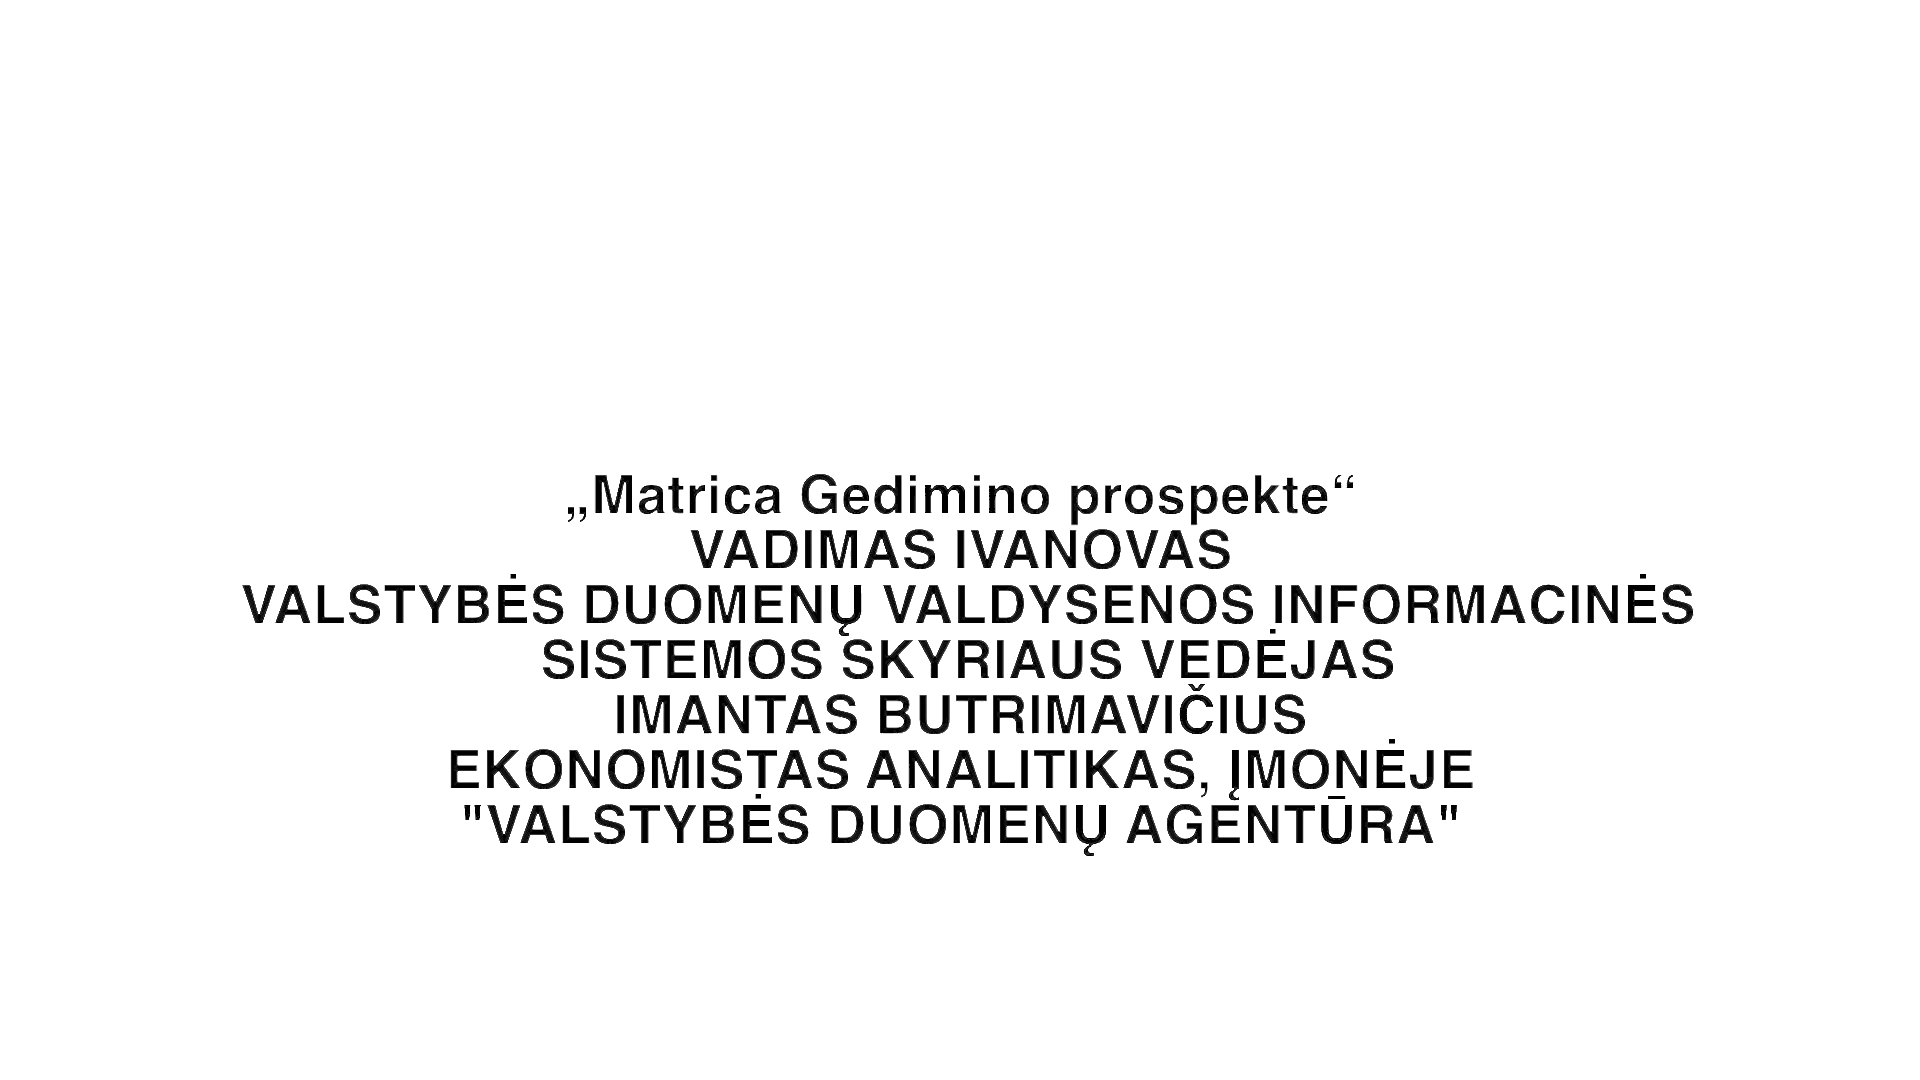 „Matrica Gedimino prospekte“
VADIMAS IVANOVAS
VALSTYBĖS DUOMENŲ VALDYSENOS INFORMACINĖS
SISTEMOS SKYRIAUS VEDĖJAS
IMANTAS BUTRIMAVIČIUS
EKONOMISTAS ANALITIKAS, ĮMONĖJE
"VALSTYBĖS DUOMENŲ AGENTŪRA"